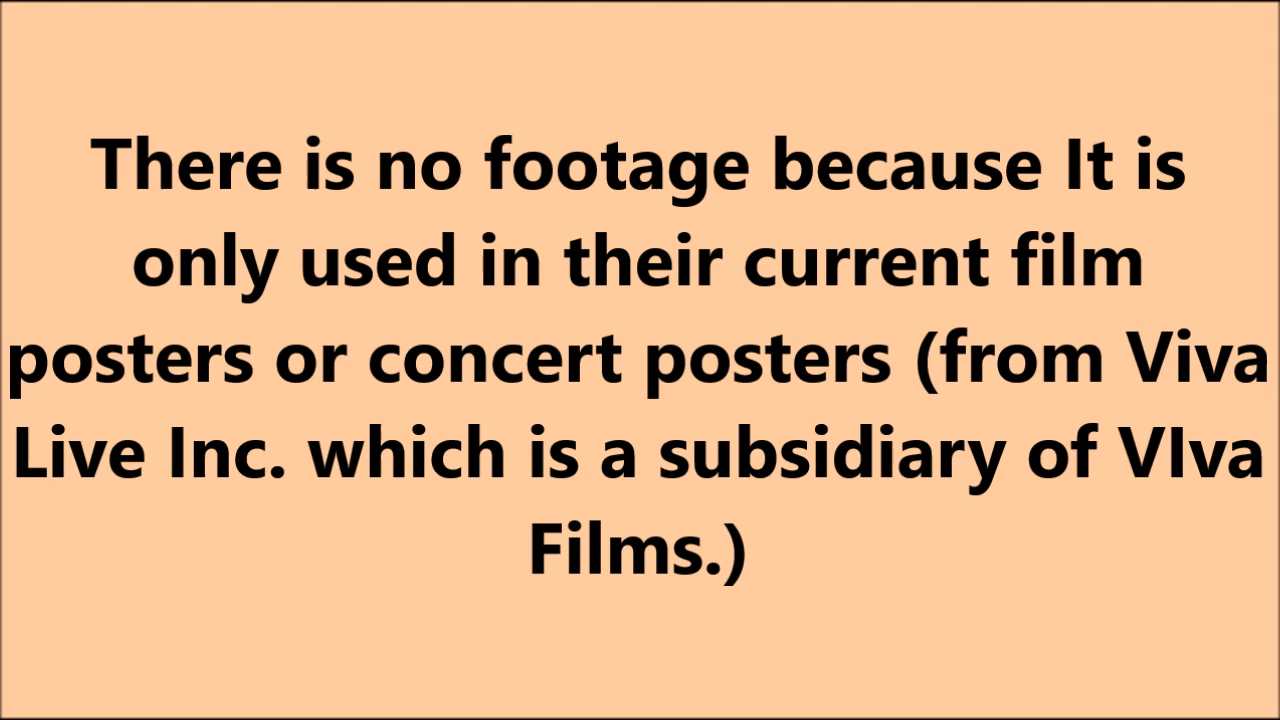 There is no footage because It is
only used in their current film
posters or concert posters (from Viva
Live Inc. which is a subsidiary of VIva
Films.)